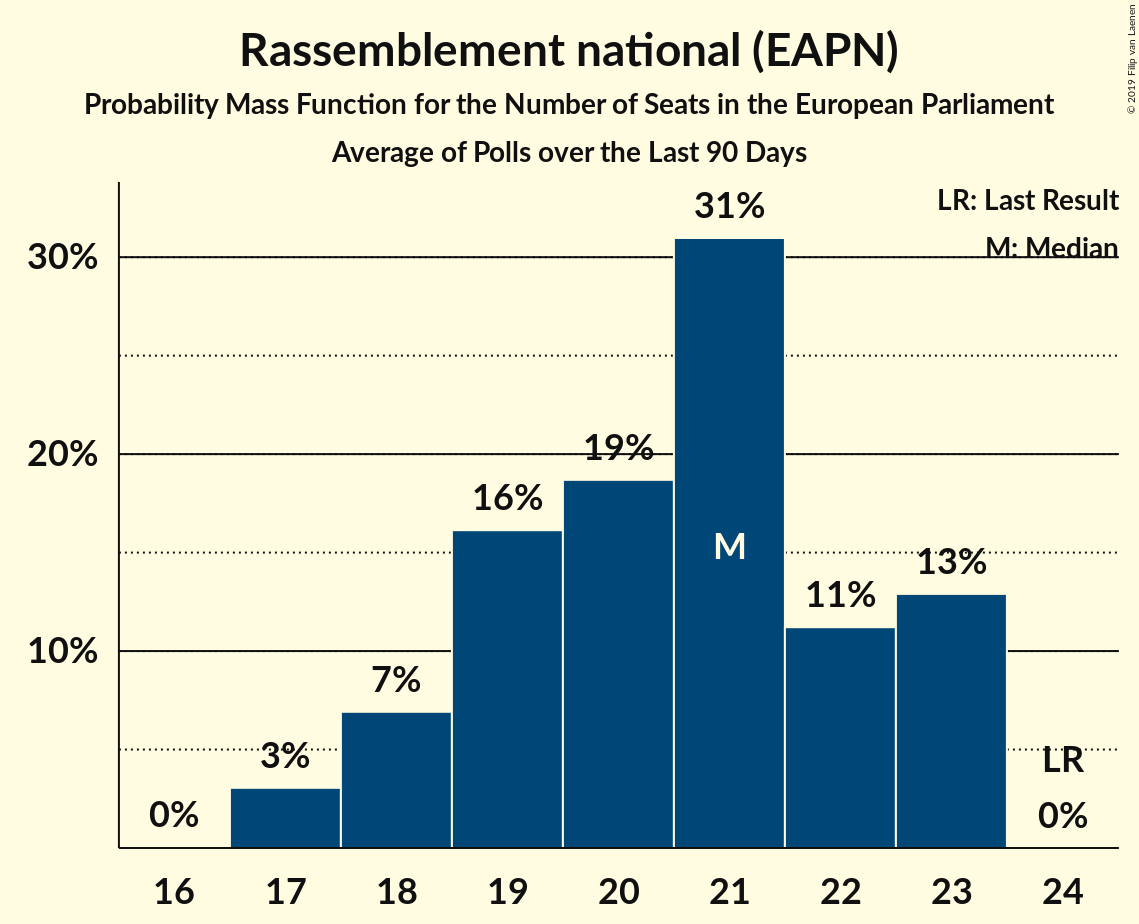 Rassemblement national (EAPN)
Probability Mass Function for the Number of Seats in the European Parliament
Average of Polls over the Last 90 Days
© 2019 Filip van Laenen
LR: Last Result
M: Median
30%
20%
10%
0%
3%
7%
16%
19%
31%
M
11%
13%
LR
0%
16 17 18 19 20 21 22 23 24